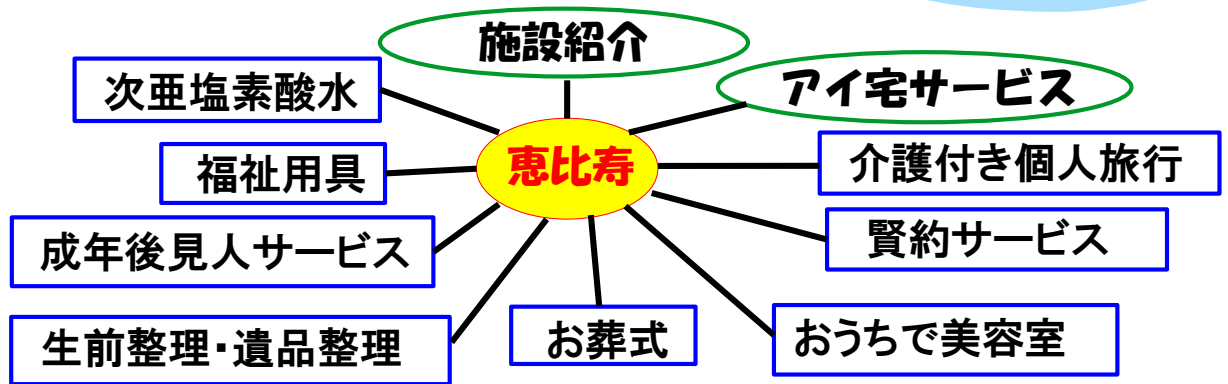 施設紹介
次亜塩素酸水
アイ宅サービス
恵比寿
福祉用具
介護付き個人旅行
成年後見人サービス
賢約サービス
生前整理・遺品整理
お葬式
おうちで美容室